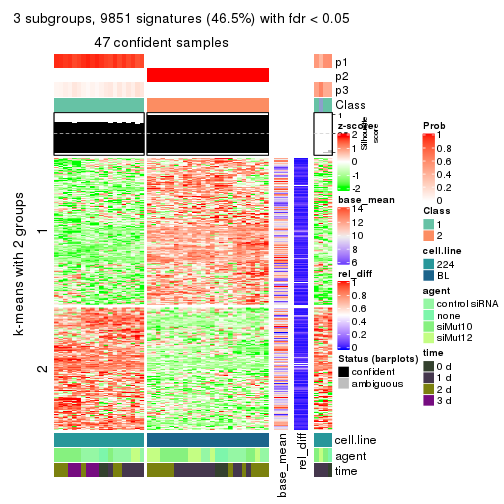 3 subgroups, 9851 signatures (46.5%) with fdr < 0.05
47 confident samples
p1
p2
p3
Class
1
Silhouette
score
k-means with 2 groups
1
2
base_mean
rel_diff
cell.line
agent
time
z-score
2
1
0
-1
-2
base_mean
14
12
10
8
6
rel_diff
1
0.8
0.6
0.4
0.2
0
Status (barplots)
confident
ambiguous
Prob
1
0.8
0.6
0.4
0.2
0
Class
1
2
cell.line
224
BL
agent
control siRNA
none
siMut10
siMut12
time
0 d
1 d
2 d
3 d